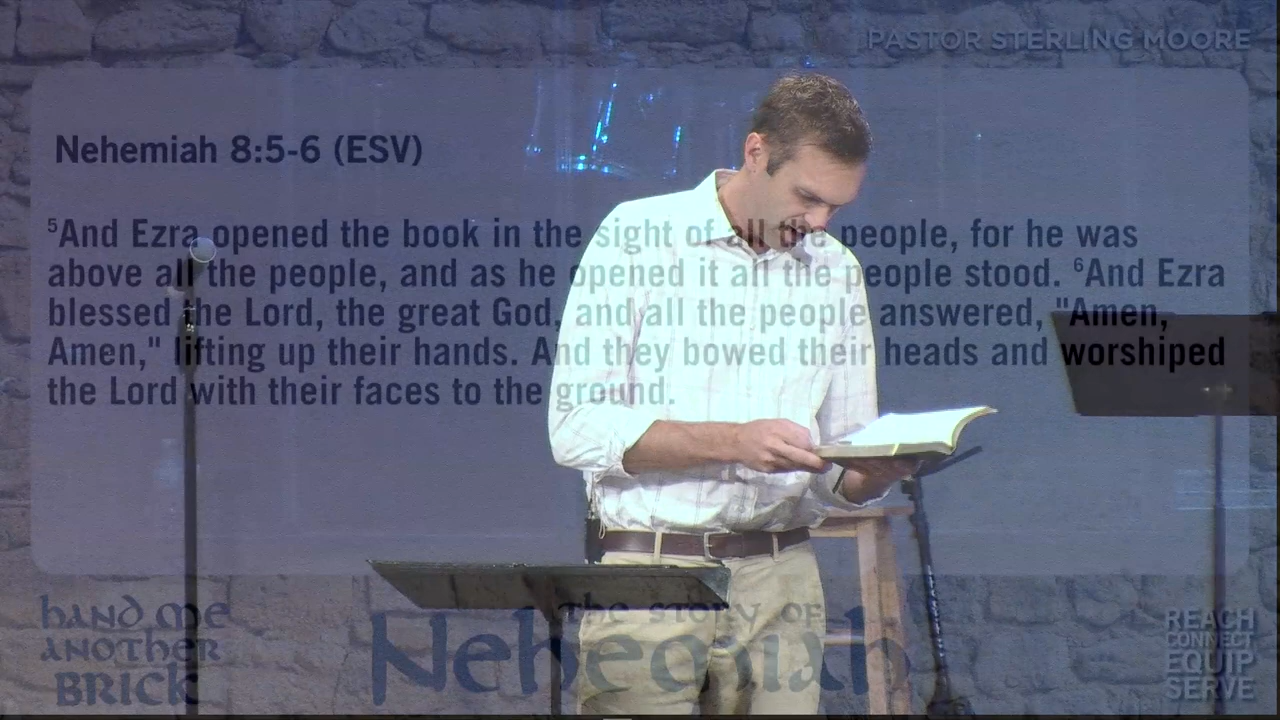 PASTOR STERLING MOORE
Nehemiah 8:5-6 (ESV)
⁵And Ezra opened the book in the sight of all the people, for he was
above all the people, and as he opened it all the people stood. ⁶And Ezra
blessed the Lord, the great God, and all the people answered, "Amen,
Amen," lifting up their hands. And they bowed their heads and worshiped
the Lord with their faces to the ground.
hand me
another
BRICK
the story of
Nehemiah
REACH
CONNECT
EQUIP
SERVE